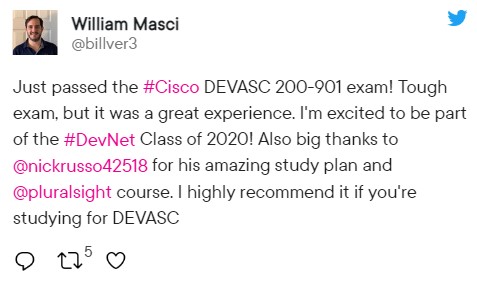 William Masci
@billver3
Just passed the #Cisco DEVASC 200-901 exam! Tough
exam, but it was a great experience. I'm excited to be part
of the #DevNet Class of 2020! Also big thanks to
@nickrusso42518 for his amazing study plan and
@pluralsight course. I highly recommend it if you're
studying for DEVASC
5